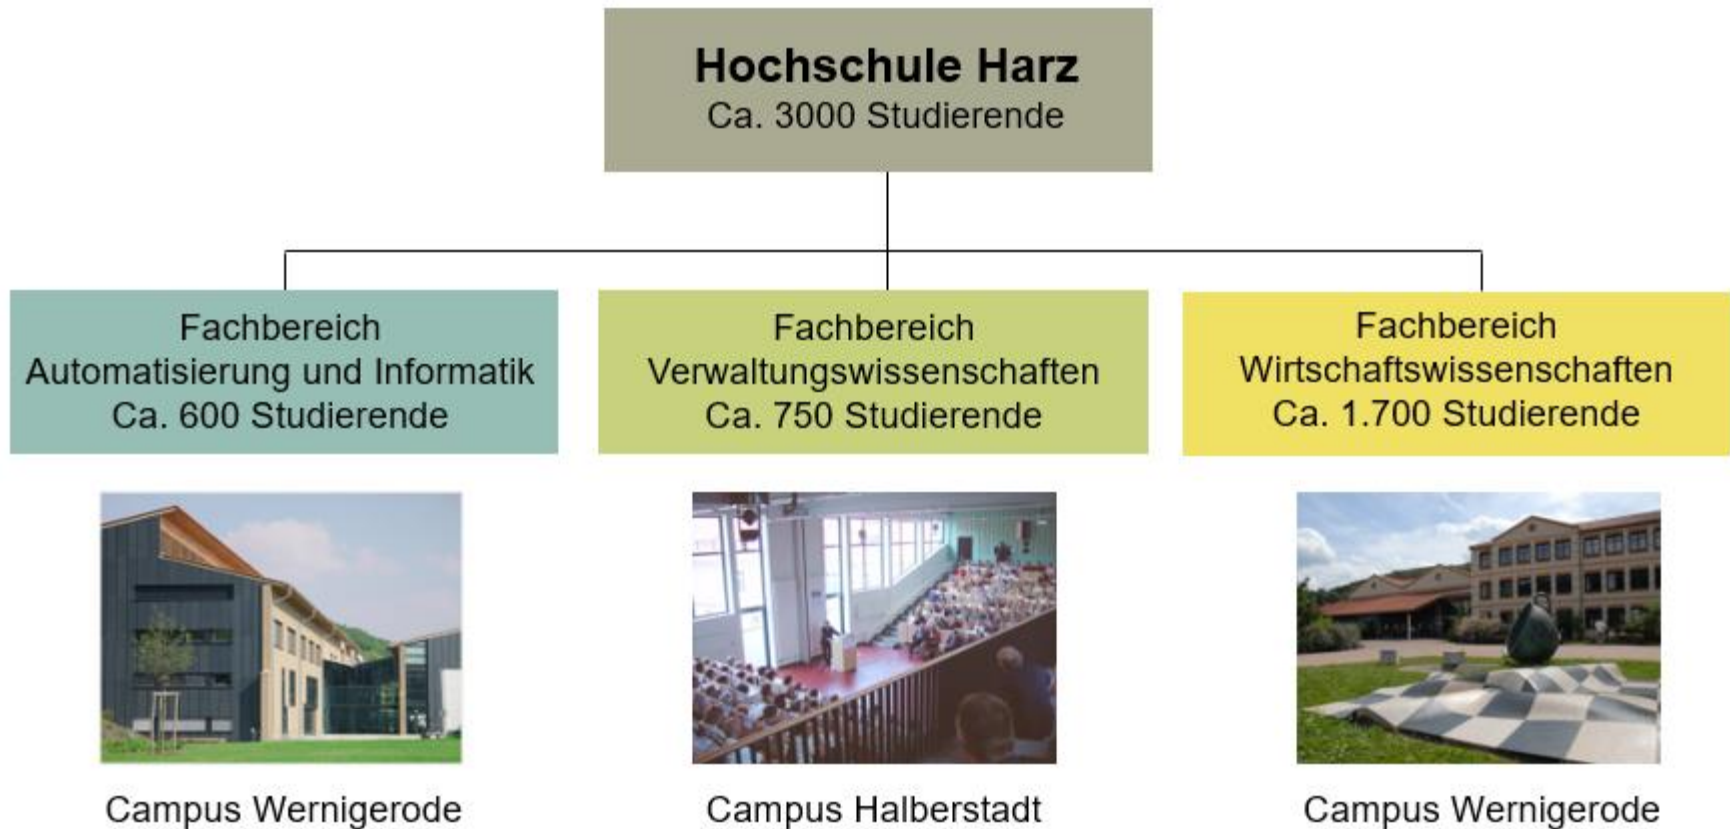 Hochschule Harz
Ca. 3000 Studierende
Fachbereich
Automatisierung und Informatik
Ca. 600 Studierende
Fachbereich
Verwaltungswissenschaften
Ca. 750 Studierende
Fachbereich
Wirtschaftswissenschaften
Ca. 1.700 Studierende
Campus Wernigerode
Campus Halberstadt
Campus Wernigerode